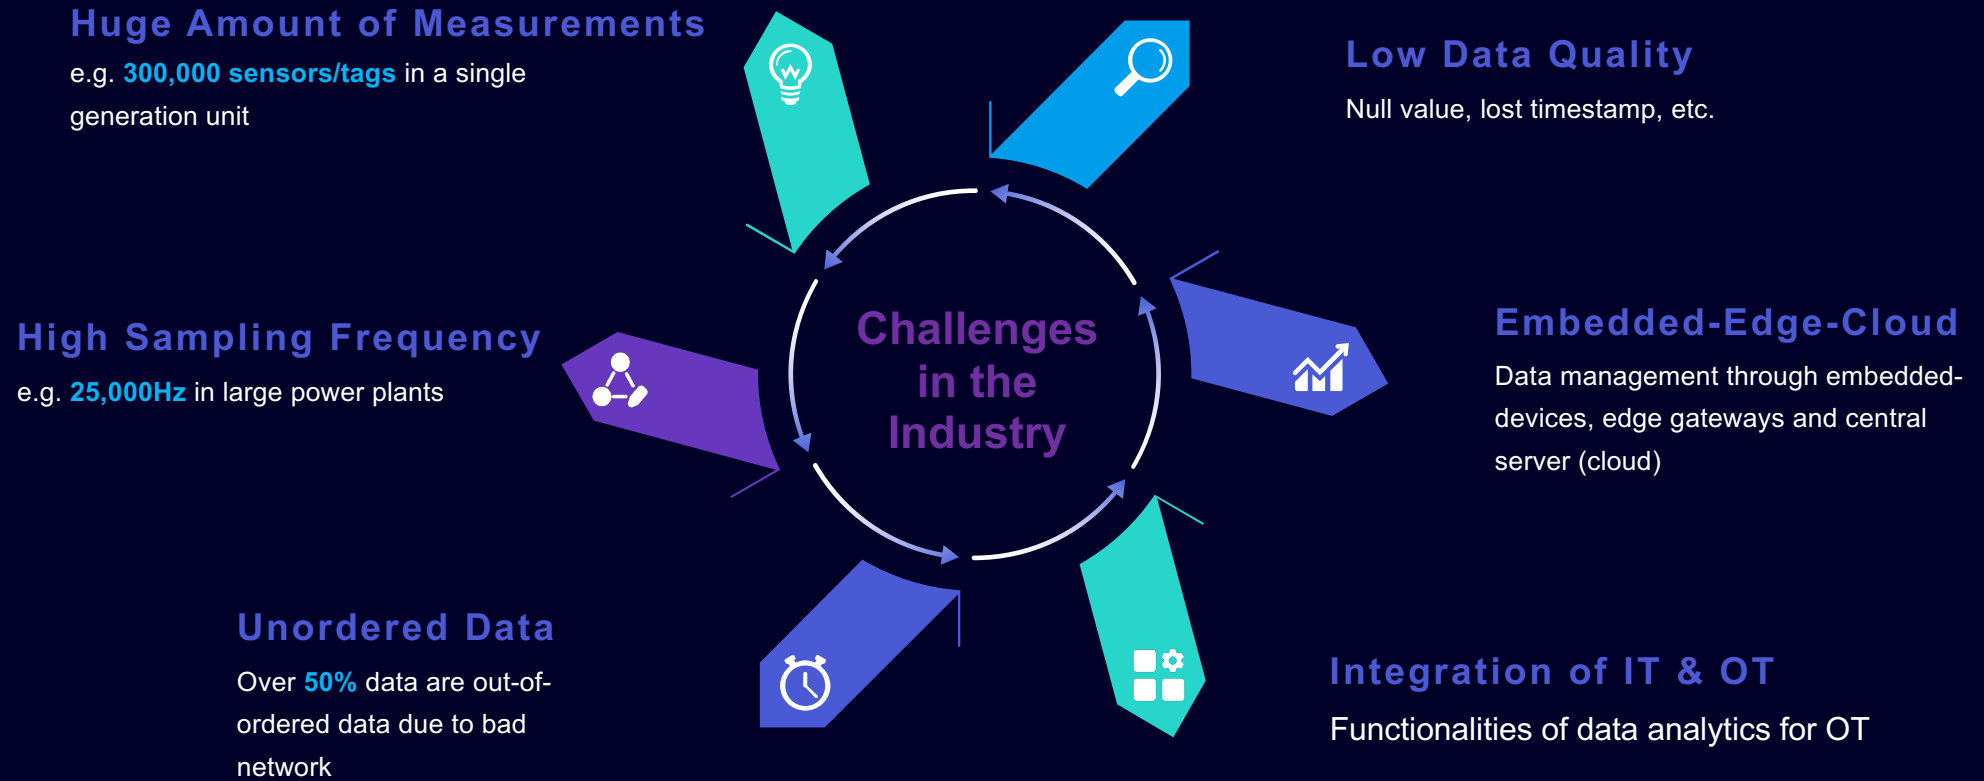 Huge Amount of Measurements
e.g. 300,000 sensors/tags in a single
generation unit
Low Data Quality
Null value, lost timestamp, etc.
High Sampling Frequency
e.g. 25,000Hz in large power plants
Challenges
in the
Industry
Embedded-Edge-Cloud
Data management through embedded-
devices, edge gateways and central
server (cloud)
Unordered Data
Over 50% data are out-of-
ordered data due to bad
network
Integration of IT & OT
Functionalities of data analytics for OT